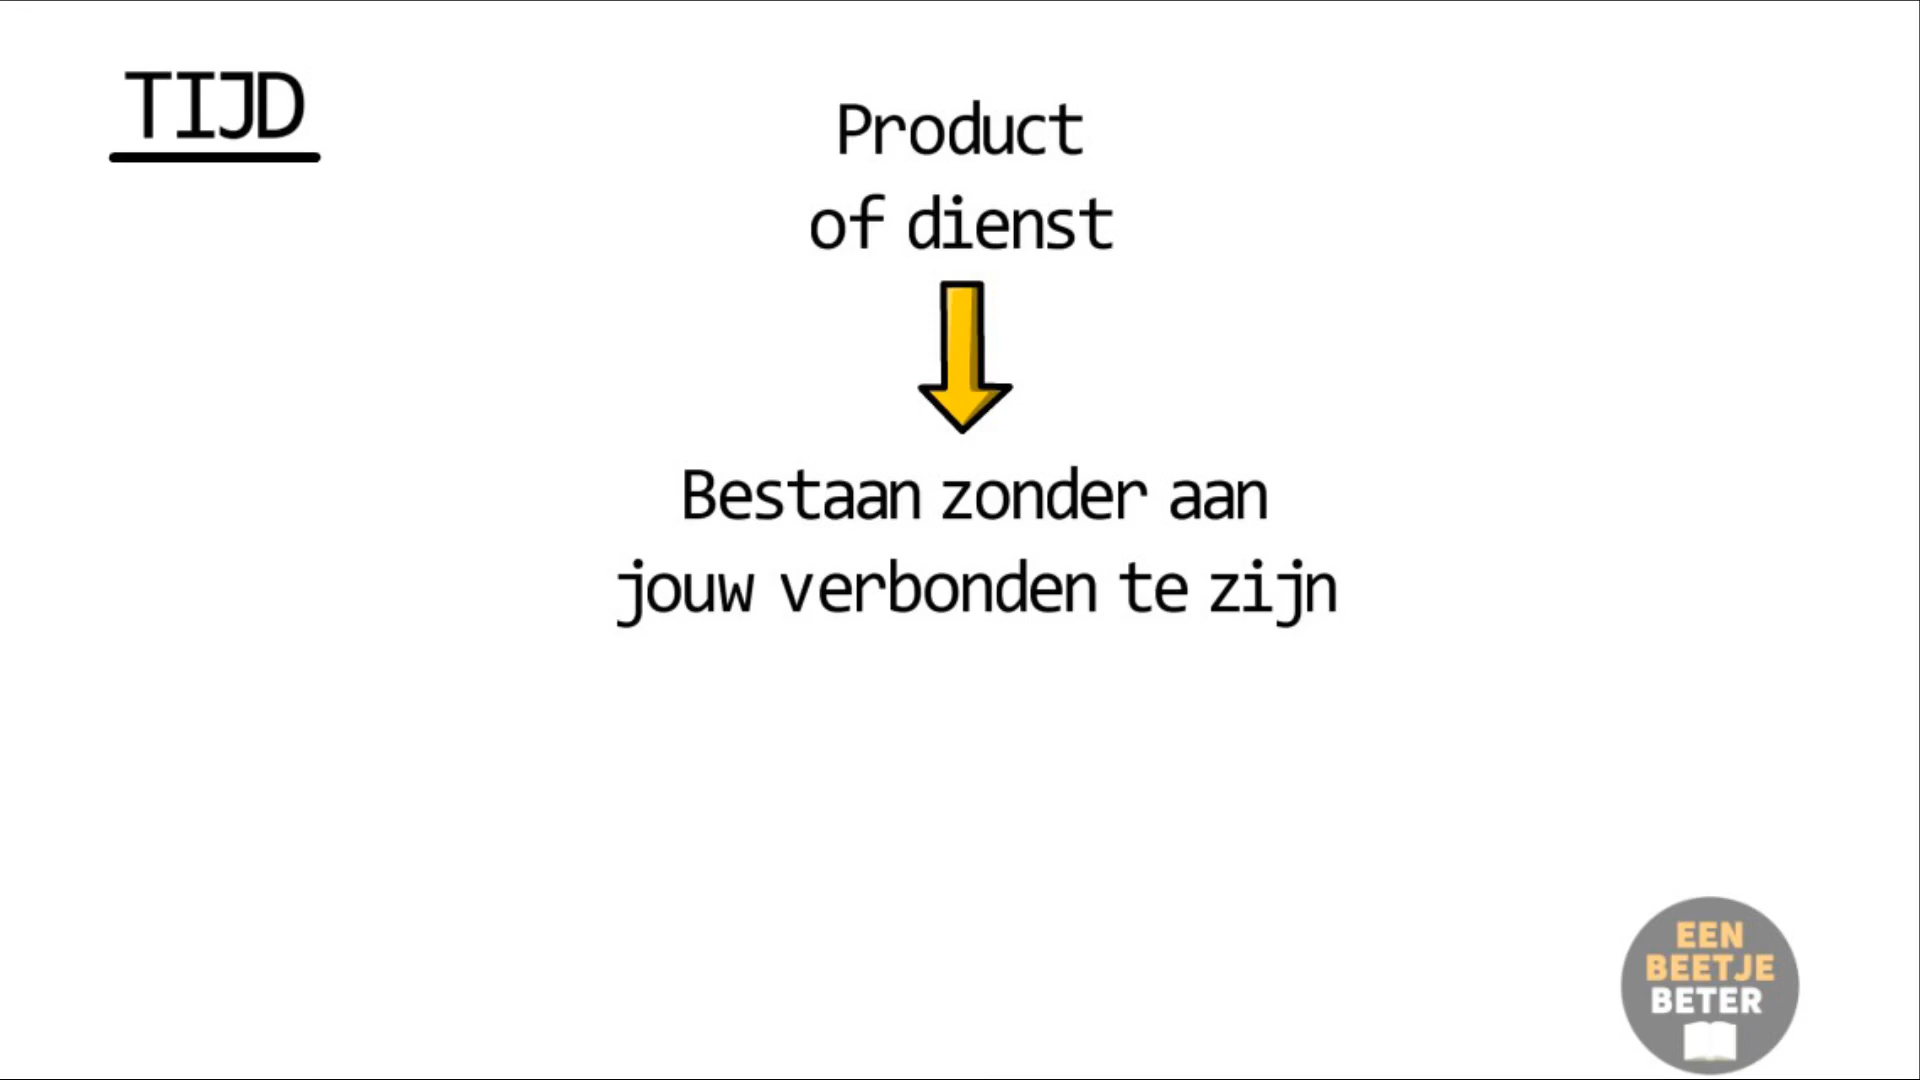 TIJD
Product
of dienst
Bestaan zonder aan
jouw verbonden te zijn
EEN
BEETJE
BETER